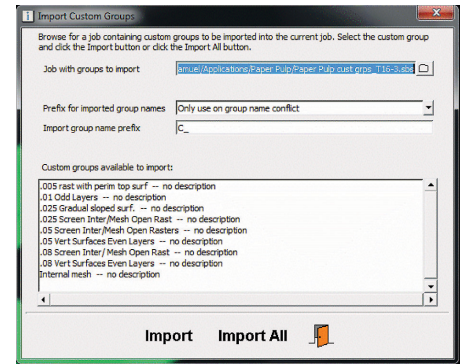 Import Custom Groups
Browse for a job containing custom groups to be imported into the current job. Select the custom group
and click the Import button or click the Import All button.
Job with groups to import
amuel/Applications/Paper Pulp/Paper Pulp cust grps_T16-3.sbs
Prefix for imported group names
Only use on group name conflict
Import group name prefix
C_
Custom groups available to import:
.005 rast with perim top surf -- no description
.01 Odd Layers -- no description
.025 Gradual sloped surf. -- no description
.025 Screen Inter/Mesh Open Rast -- no description
.05 Screen Inter/Mesh Open Rasters -- no description
.05 Vert Surfaces Even Layers -- no description
.08 Screen Inter/ Mesh Open Rast -- no description
.08 Vert Surfaces Even Layers -- no description
Internal mesh -- no description
Import Import All